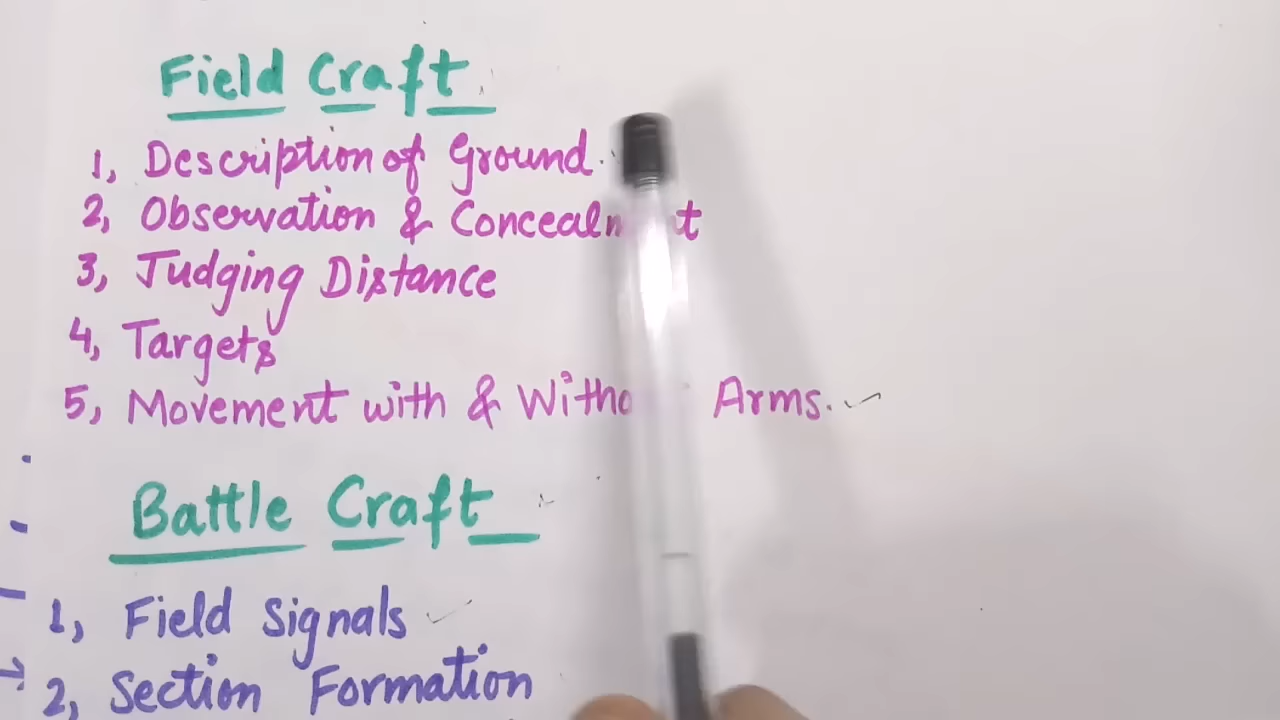 Field Craft
1, Description of Ground.
2, Observation &
3, Judging Distance
4, Targets
5, Movement with & Arms.
Battle Craft
1, Field Signals
2, Section Formation